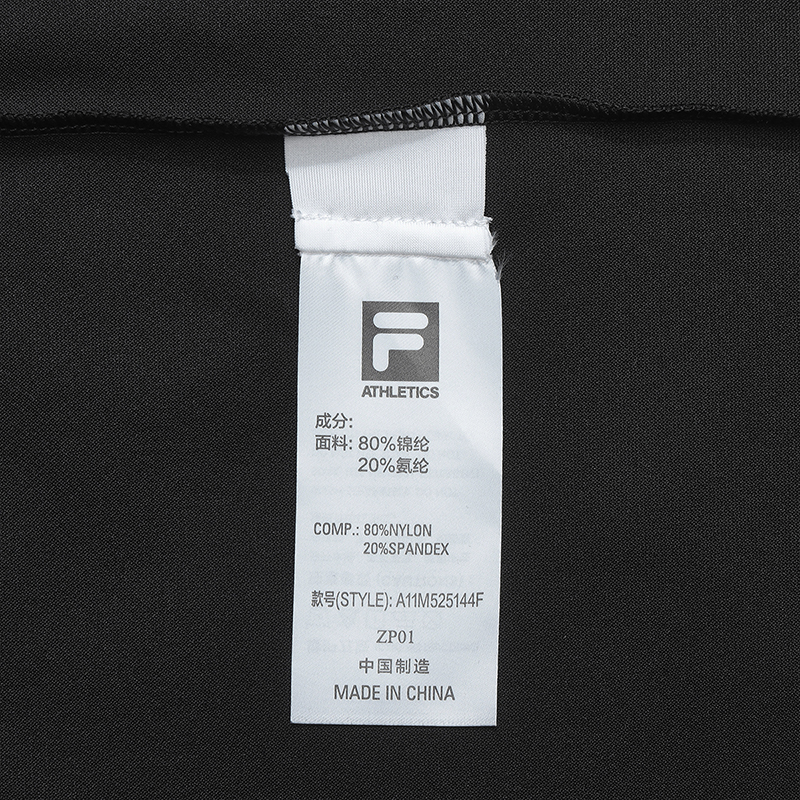 F
ATHLETICS
成分:
面料: 80%锦纶
20%氨纶
COMP.: 80%NYLON
20%SPANDEX
款号(STYLE): A11M525144F
ZP01
中国制造
MADE IN CHINA